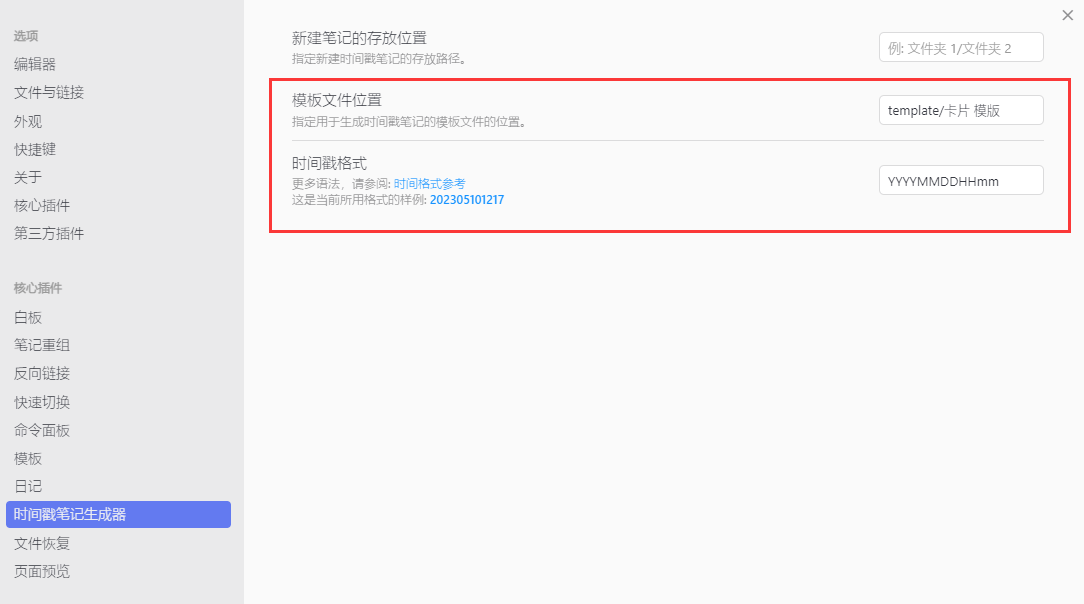 选项
编辑器
文件与链接
外观
快捷键
关于
核心插件
第三方插件
核心插件
白板
笔记重组
反向链接
快速切换
命令面板
模板
日记
时间戳笔记生成器
文件恢复
页面预览
新建笔记的存放位置
指定新建时间戳笔记的存放路径。
例: 文件夹 1/文件夹 2
模板文件位置
指定用于生成时间戳笔记的模板文件的位置。
template/卡片 模版
时间戳格式
更多语法，请参阅: 时间格式参考
这是当前所用格式的样例: 202305101217
YYYYMMDDHHmm